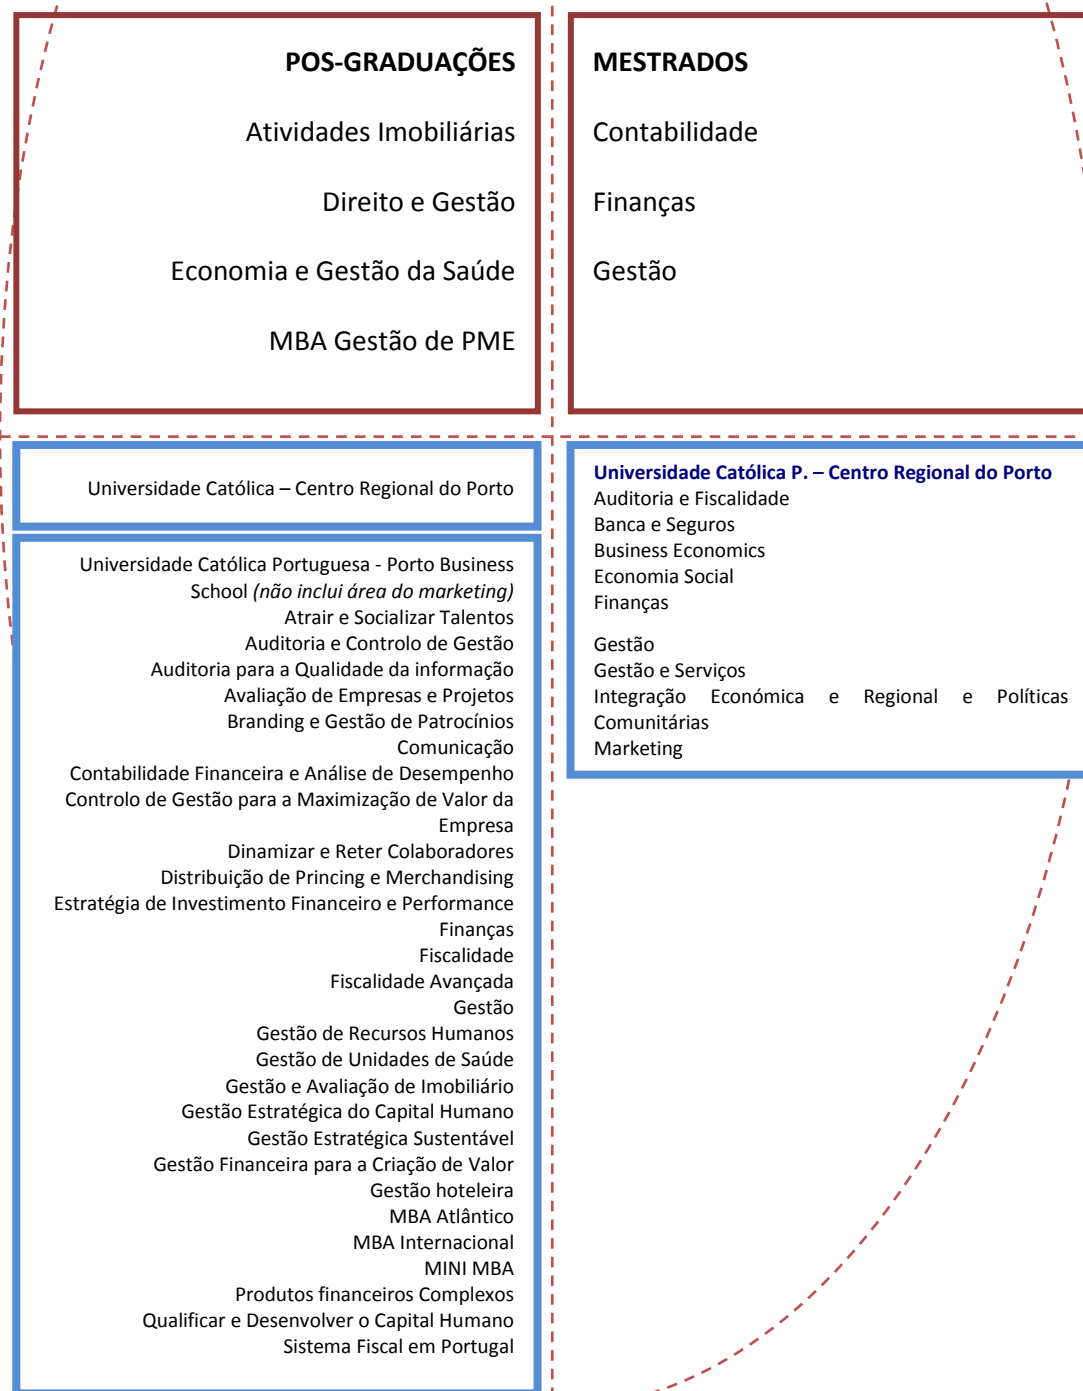 POS-GRADUAÇÕES
Atividades Imobiliárias
Direito e Gestão
Economia e Gestão da Saúde
MBA Gestão de PME
MESTRADOS
Contabilidade
Finanças
Gestão
Universidade Católica – Centro Regional do Porto
Universidade Católica Portuguesa - Porto Business
School (não inclui área do marketing)
Atrair e Socializar Talentos
Auditoria e Controlo de Gestão
Auditoria para a Qualidade da informação
Avaliação de Empresas e Projetos
Branding e Gestão de Patrocínios
Comunicação
Contabilidade Financeira e Análise de Desempenho
Controlo de Gestão para a Maximização de Valor da
Empresa
Dinamizar e Reter Colaboradores
Distribuição de Princing e Merchandising
Estratégia de Investimento Financeiro e Performance
Finanças
Fiscalidade
Fiscalidade Avançada
Gestão
Gestão de Recursos Humanos
Gestão de Unidades de Saúde
Gestão e Avaliação de Imobiliário
Gestão Estratégica do Capital Humano
Gestão Estratégica Sustentável
Gestão Financeira para a Criação de Valor
Gestão hoteleira
MBA Atlântico
MBA Internacional
MINI MBA
Produtos financeiros Complexos
Qualificar e Desenvolver o Capital Humano
Sistema Fiscal em Portugal
Universidade Católica P. – Centro Regional do Porto
Auditoria e Fiscalidade
Banca e Seguros
Business Economics
Economia Social
Finanças
Gestão
Gestão e Serviços
Integração Económica e Regional e Políticas
Comunitárias
Marketing